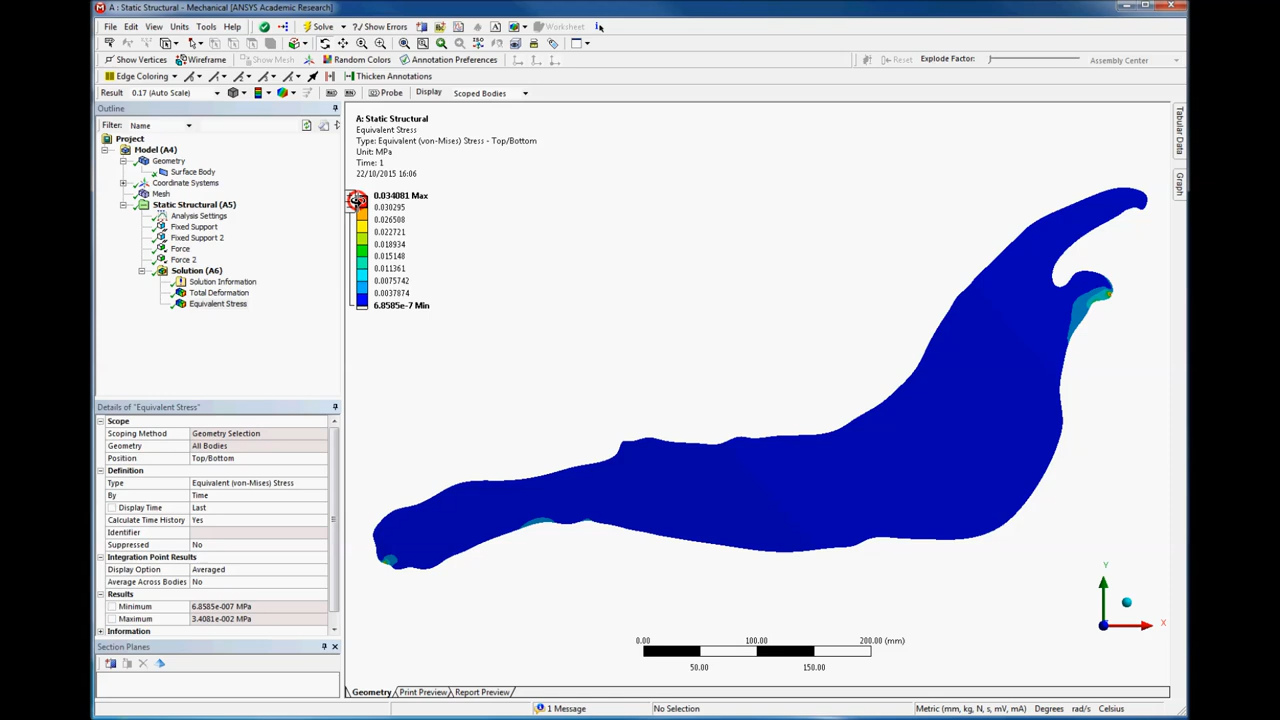 A : Static Structural - Mechanical [ANSYS Academic Research]
File Edit View Units Tools Help Solve Show Errors Worksheet
Show Vertices Wireframe Show Mesh Random Colors Annotation Preferences Reset Explode Factor: Assembly Center
Edge Coloring Thicken Annotations
Result 0.17 (Auto Scale) Probe Display Scoped Bodies
Outline
Filter: Name
Project
Model (A4)
Geometry
Surface Body
Coordinate Systems
Mesh
Static Structural (A5)
Analysis Settings
Fixed Support
Fixed Support 2
Force
Force 2
Solution (A6)
Solution Information
Total Deformation
Equivalent Stress
Details of "Equivalent Stress"
Scope
Scoping Method Geometry Selection
Geometry All Bodies
Position Top/Bottom
Definition
Type Equivalent (von-Mises) Stress
By Time
Display Time Last
Calculate Time History Yes
Identifier
Suppressed No
Integration Point Results
Display Option Averaged
Average Across Bodies No
Results
Minimum 6.8585e-007 MPa
Maximum 3.4081e-002 MPa
Information
Section Planes
A: Static Structural
Equivalent Stress
Type: Equivalent (von-Mises) Stress - Top/Bottom
Unit: MPa
Time: 1
22/10/2015 16:06
0.034081 Max
0.030295
0.026508
0.022721
0.018934
0.015148
0.011361
0.0075742
0.0037874
6.8585e-7 Min
Tabular Data
Graph
Y
X
0.00 100.00 200.00 (mm)
50.00 150.00
Geometry Print Preview Report Preview
1 Message No Selection Metric (mm, kg, N, s, mV, mA) Degrees rad/s Celsius